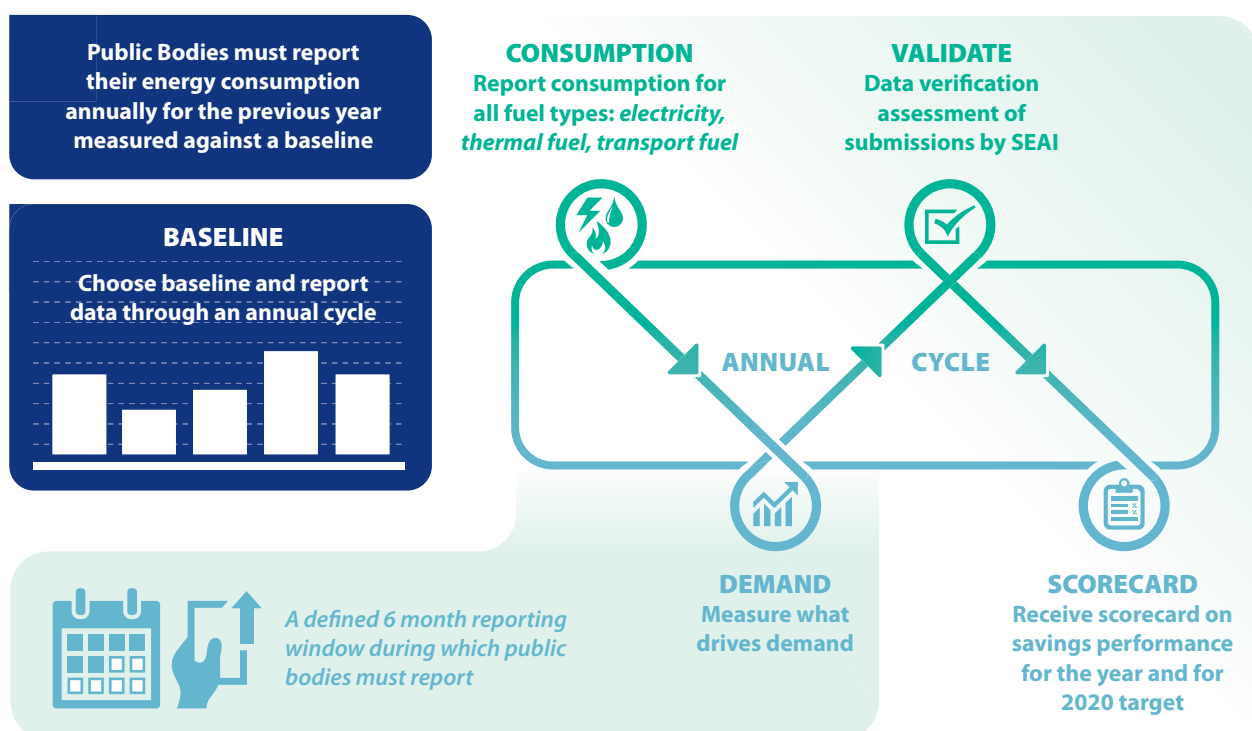 Public Bodies must report
their energy consumption
annually for the previous year
measured against a baseline
BASELINE
Choose baseline and report
data through an annual cycle
CONSUMPTION
Report consumption for
all fuel types: electricity,
thermal fuel, transport fuel
VALIDATE
Data verification
assessment of
submissions by SEAI
ANNUAL CYCLE
DEMAND
Measure what
drives demand
SCORECARD
Receive scorecard on
savings performance
for the year and for
2020 target
A defined 6 month reporting
window during which public
bodies must report